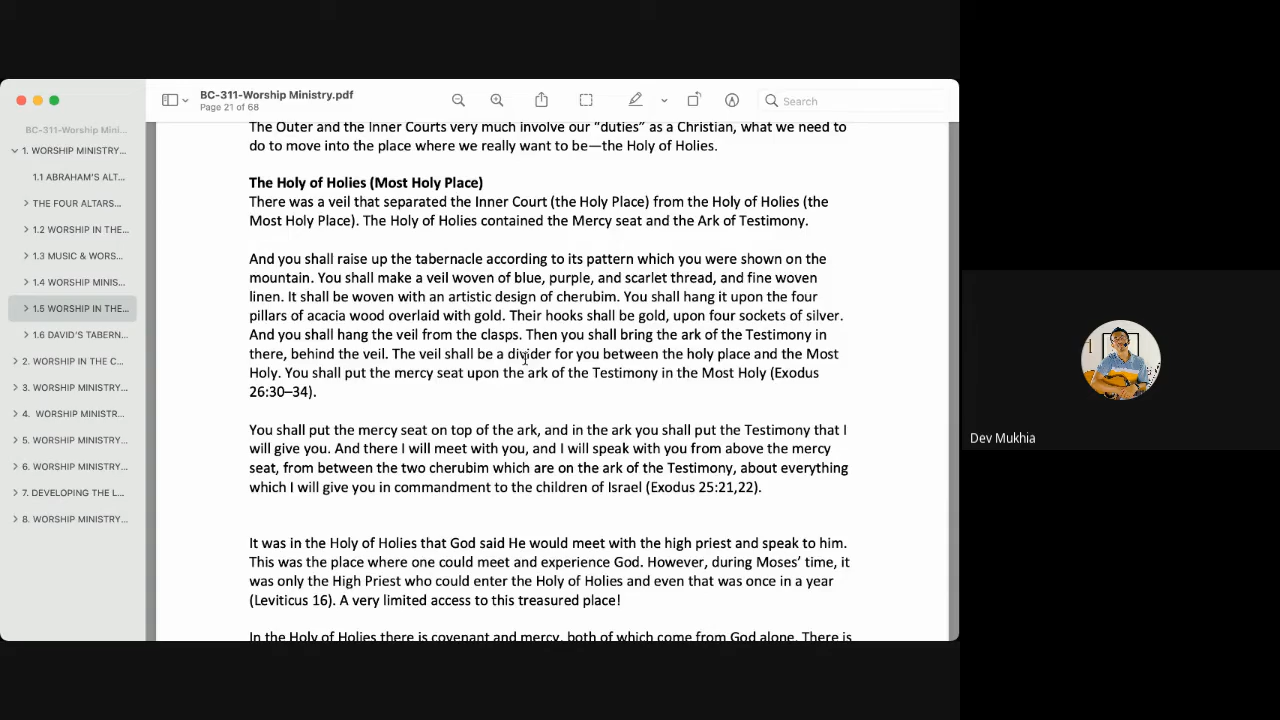 BC-311-Worship Ministry.pdf
Page 21 of 68
Search
BC-311-Worship Mini...
1. WORSHIP MINISTRY...
1.1 ABRAHAM'S ALT...
THE FOUR ALTARS...
1.2 WORSHIP IN THE...
1.3 MUSIC & WORS...
1.4 WORSHIP MINIS...
1.5 WORSHIP IN THE...
1.6 DAVID'S TABERN...
2. WORSHIP IN THE C...
3. WORSHIP MINISTRY...
4. WORSHIP MINISTR...
5. WORSHIP MINISTRY...
6. WORSHIP MINISTRY...
7. DEVELOPING THE L...
8. WORSHIP MINISTRY...
The Outer and the Inner Courts very much involve our “duties” as a Christian, what we need to
do to move into the place where we really want to be—the Holy of Holies.
The Holy of Holies (Most Holy Place)
There was a veil that separated the Inner Court (the Holy Place) from the Holy of Holies (the
Most Holy Place). The Holy of Holies contained the Mercy seat and the Ark of Testimony.
And you shall raise up the tabernacle according to its pattern which you were shown on the
mountain. You shall make a veil woven of blue, purple, and scarlet thread, and fine woven
linen. It shall be woven with an artistic design of cherubim. You shall hang it upon the four
pillars of acacia wood overlaid with gold. Their hooks shall be gold, upon four sockets of silver.
And you shall hang the veil from the clasps. Then you shall bring the ark of the Testimony in
there, behind the veil. The veil shall be a divider for you between the holy place and the Most
Holy. You shall put the mercy seat upon the ark of the Testimony in the Most Holy (Exodus
26:30–34).
You shall put the mercy seat on top of the ark, and in the ark you shall put the Testimony that I
will give you. And there I will meet with you, and I will speak with you from above the mercy
seat, from between the two cherubim which are on the ark of the Testimony, about everything
which I will give you in commandment to the children of Israel (Exodus 25:21,22).
It was in the Holy of Holies that God said He would meet with the high priest and speak to him.
This was the place where one could meet and experience God. However, during Moses’ time, it
was only the High Priest who could enter the Holy of Holies and even that was once in a year
(Leviticus 16). A very limited access to this treasured place!
In the Holy of Holies there is covenant and mercy, both of which come from God alone. There is
Dev Mukhia